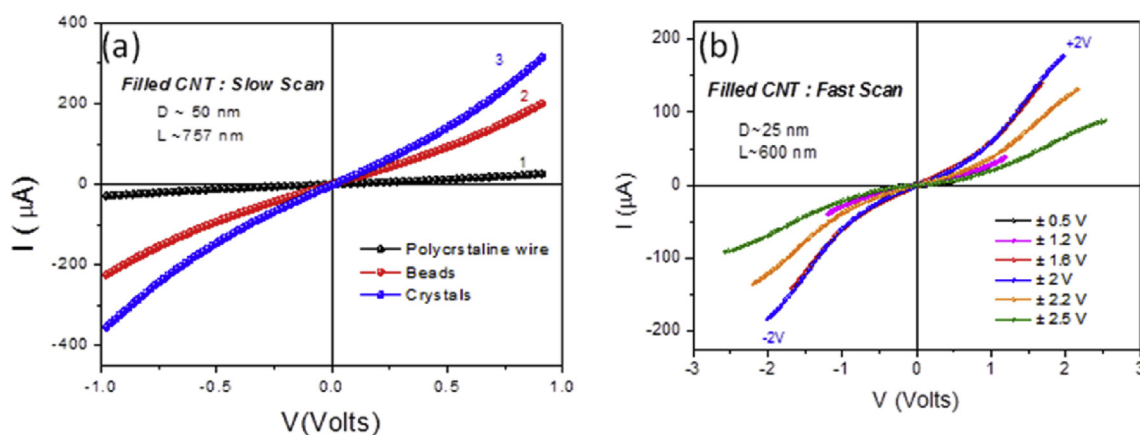 (a)
Filled CNT : Slow Scan
D ~ 50 nm
L ~757 nm
3
2
1
Polycrstaline wire
Beads
Crystals
400
200
0
-200
-400
I ( μA)
-1.0 -0.5 0.0 0.5 1.0
V(Volts)
(b)
Filled CNT : Fast Scan
D~25 nm
L~600 nm
+2V
-2V
± 0.5 V
± 1.2 V
± 1.6 V
± 2 V
± 2.2 V
± 2.5 V
200
100
0
-100
-200
I (μA)
-3 -2 -1 0 1 2 3
V (Volts)